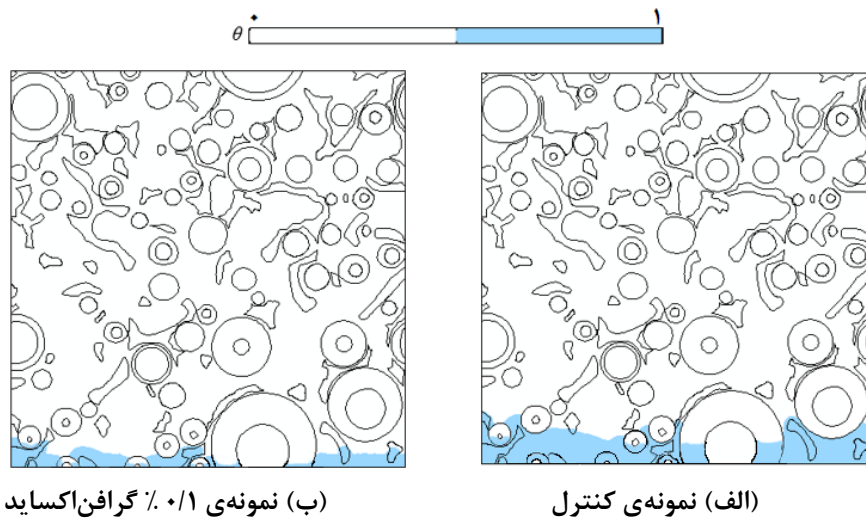 θ ۰ ۱
(الف) نمونه‌ی کنترل
(ب) نمونه‌ی ۰/۱ ٪ گرافن‌اکساید